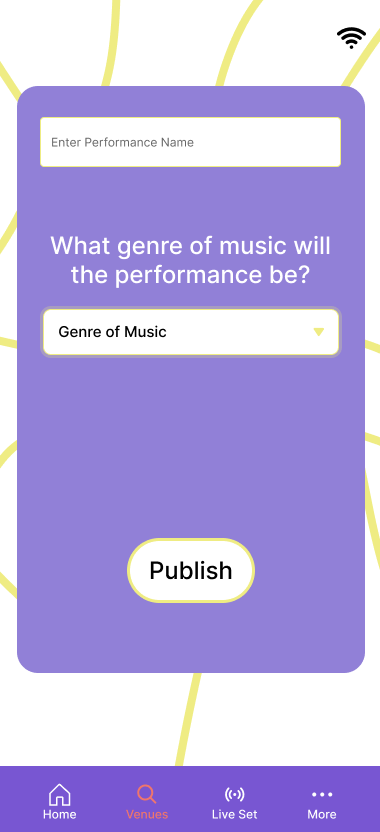 Enter Performance Name
What genre of music will
the performance be?
Genre of Music
Publish
Home
Venues
Live Set
More